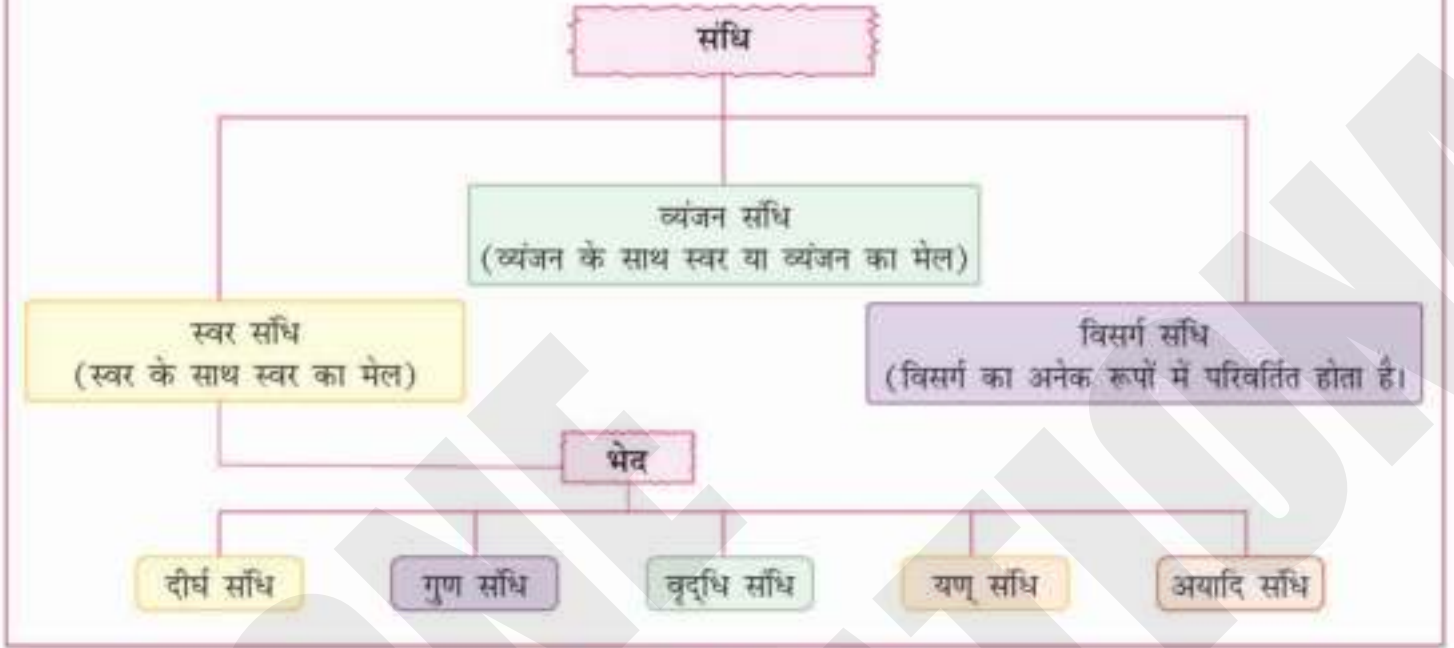 संधि
व्यंजन संधि
(व्यंजन के साथ स्वर या व्यंजन का मेल)
स्वर संधि
(स्वर के साथ स्वर का मेल)
विसर्ग संधि
(विसर्ग का अनेक रूपों में परिवर्तित होता है।
भेद
दीर्घ संधि
गुण संधि
वृद्धि संधि
यण् संधि
अयादि संधि